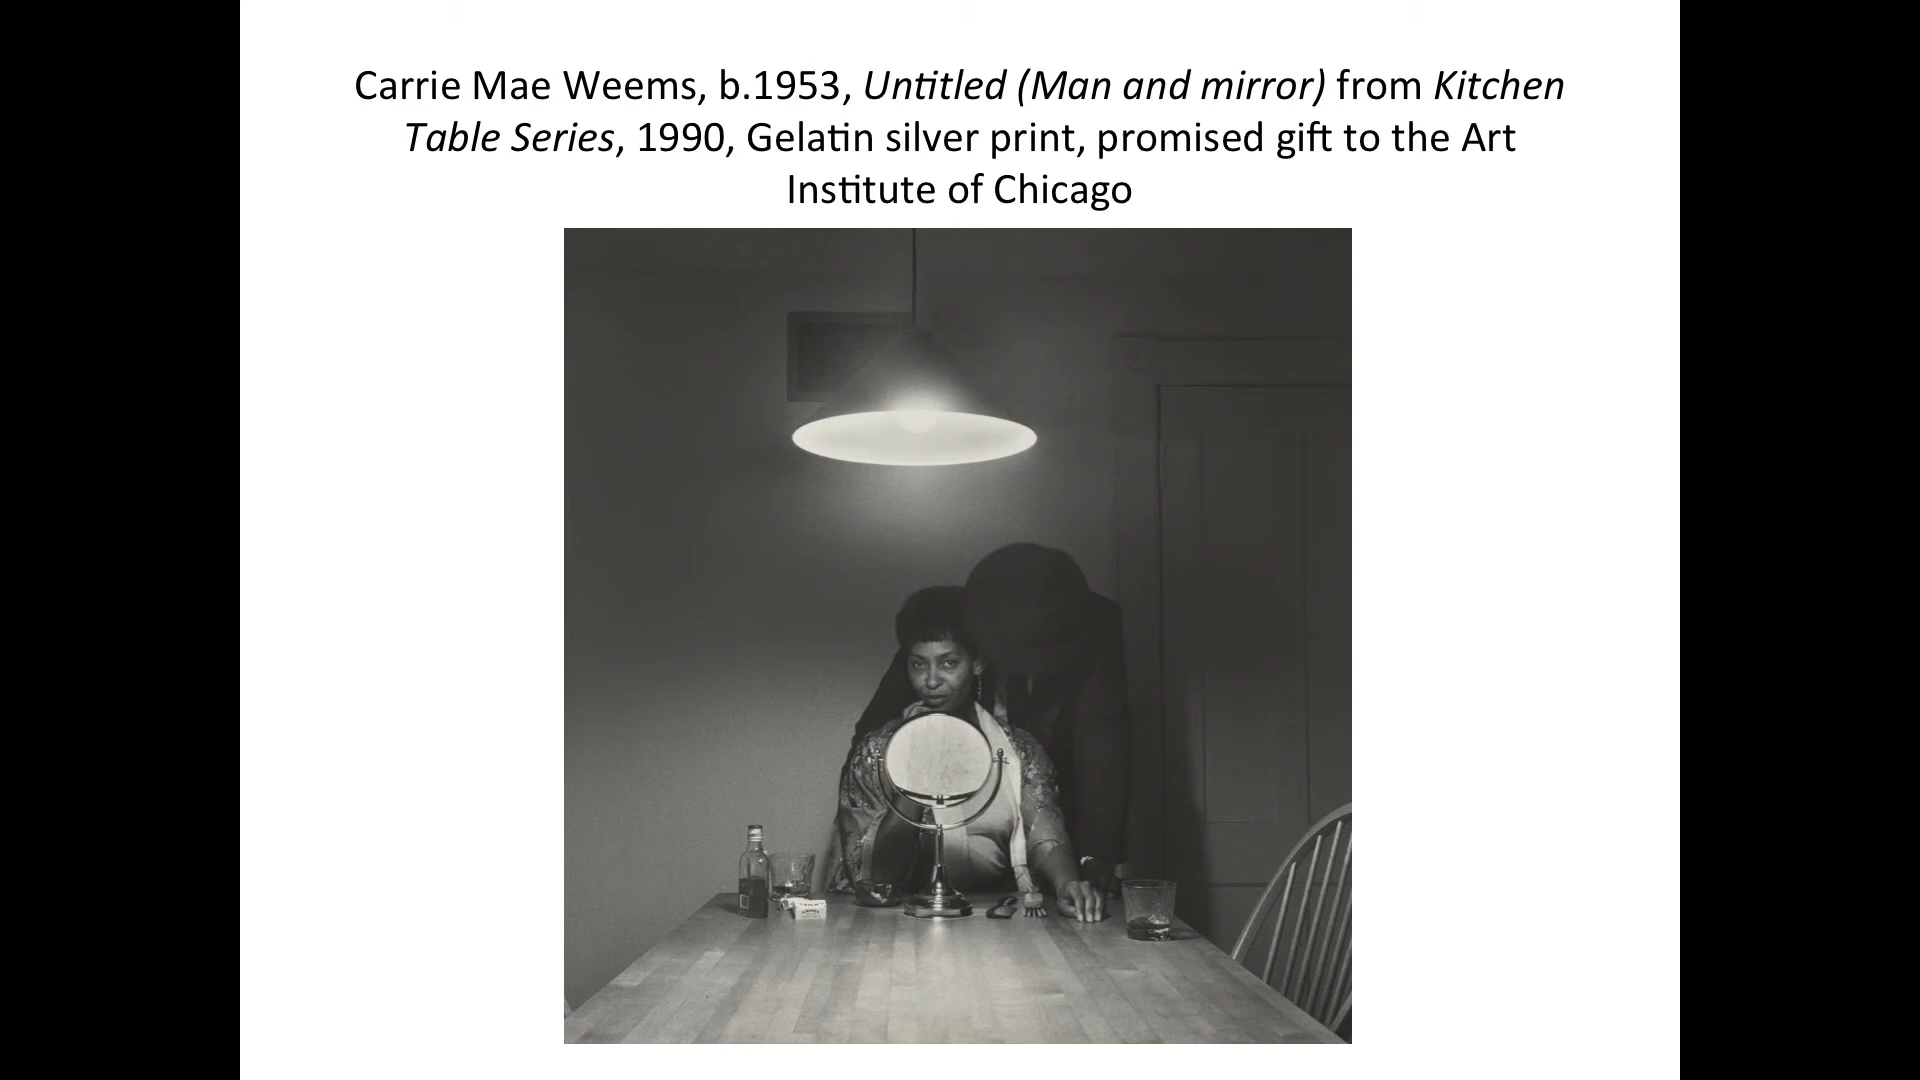 Carrie Mae Weems, b.1953, Untitled (Man and mirror) from Kitchen
Table Series, 1990, Gelatin silver print, promised gift to the Art
Institute of Chicago